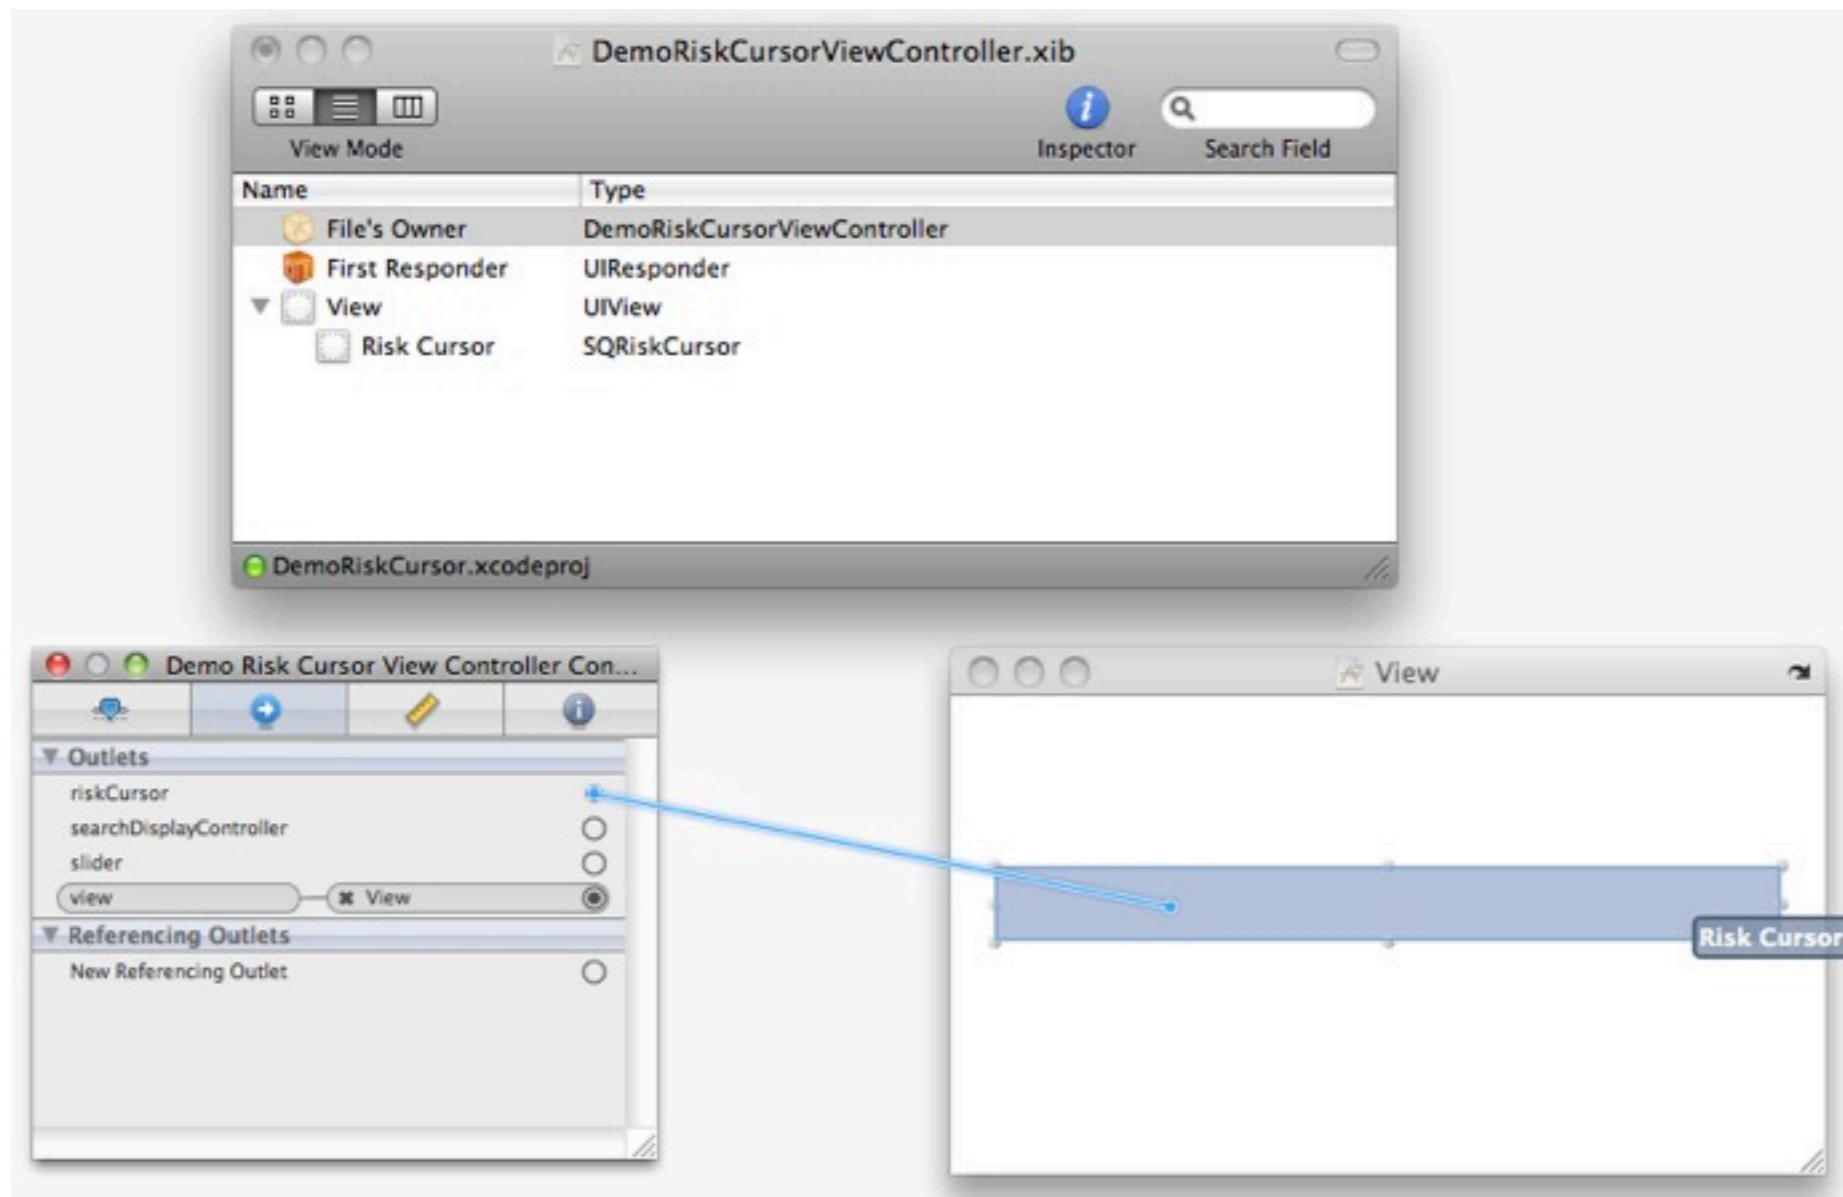 DemoRiskCursorViewController.xib
View Mode
Inspector
Search Field
Name Type
File's Owner DemoRiskCursorViewController
First Responder UIResponder
View UIView
Risk Cursor SQRiskCursor
DemoRiskCursor.xcodeproj
Demo Risk Cursor View Controller Con...
Outlets
riskCursor
searchDisplayController
slider
view View
Referencing Outlets
New Referencing Outlet
View
Risk Cursor